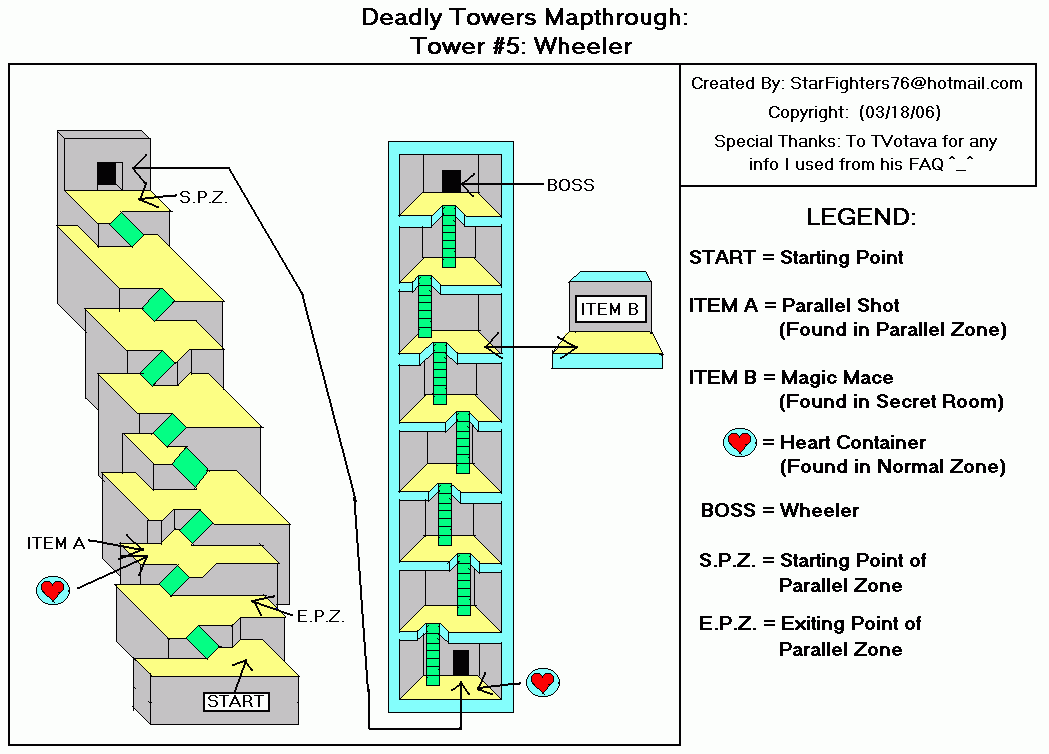 Deadly Towers Mapthrough:
Tower #5: Wheeler
Created By: StarFighters76@hotmail.com
Copyright: (03/18/06)
Special Thanks: To TVotava for any
info I used from his FAQ ^_^
S.P.Z.
BOSS
ITEM B
ITEM A
E.P.Z.
START
LEGEND:
START = Starting Point
ITEM A = Parallel Shot
(Found in Parallel Zone)
ITEM B = Magic Mace
(Found in Secret Room)
= Heart Container
(Found in Normal Zone)
BOSS = Wheeler
S.P.Z. = Starting Point of
Parallel Zone
E.P.Z. = Exiting Point of
Parallel Zone